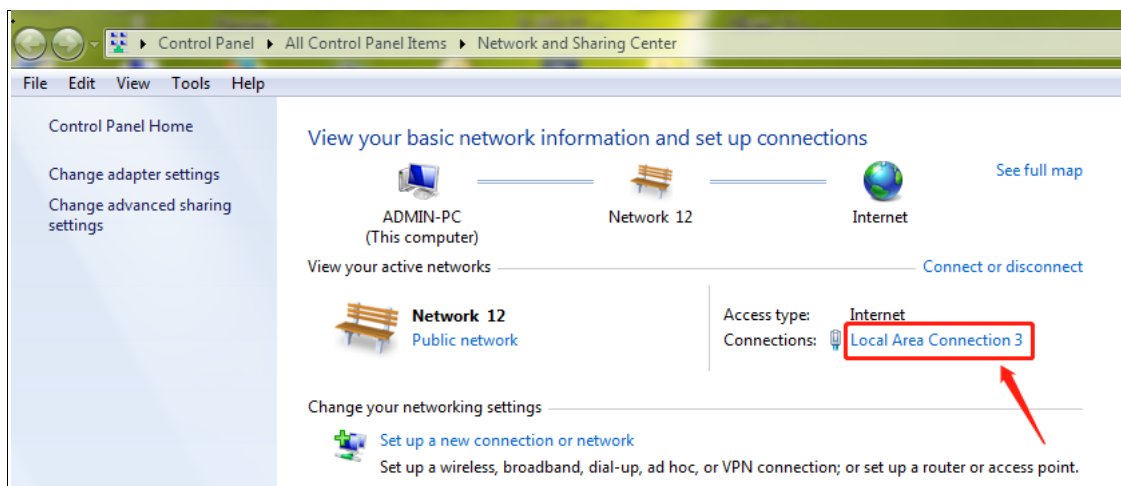 Control Panel ▸ All Control Panel Items ▸ Network and Sharing Center
File Edit View Tools Help
Control Panel Home
Change adapter settings
Change advanced sharing
settings
View your basic network information and set up connections
See full map
ADMIN-PC
(This computer)
Network 12
Internet
View your active networks
Connect or disconnect
Network 12
Public network
Access type: Internet
Connections: Local Area Connection 3
Change your networking settings
Set up a new connection or network
Set up a wireless, broadband, dial-up, ad hoc, or VPN connection; or set up a router or access point.